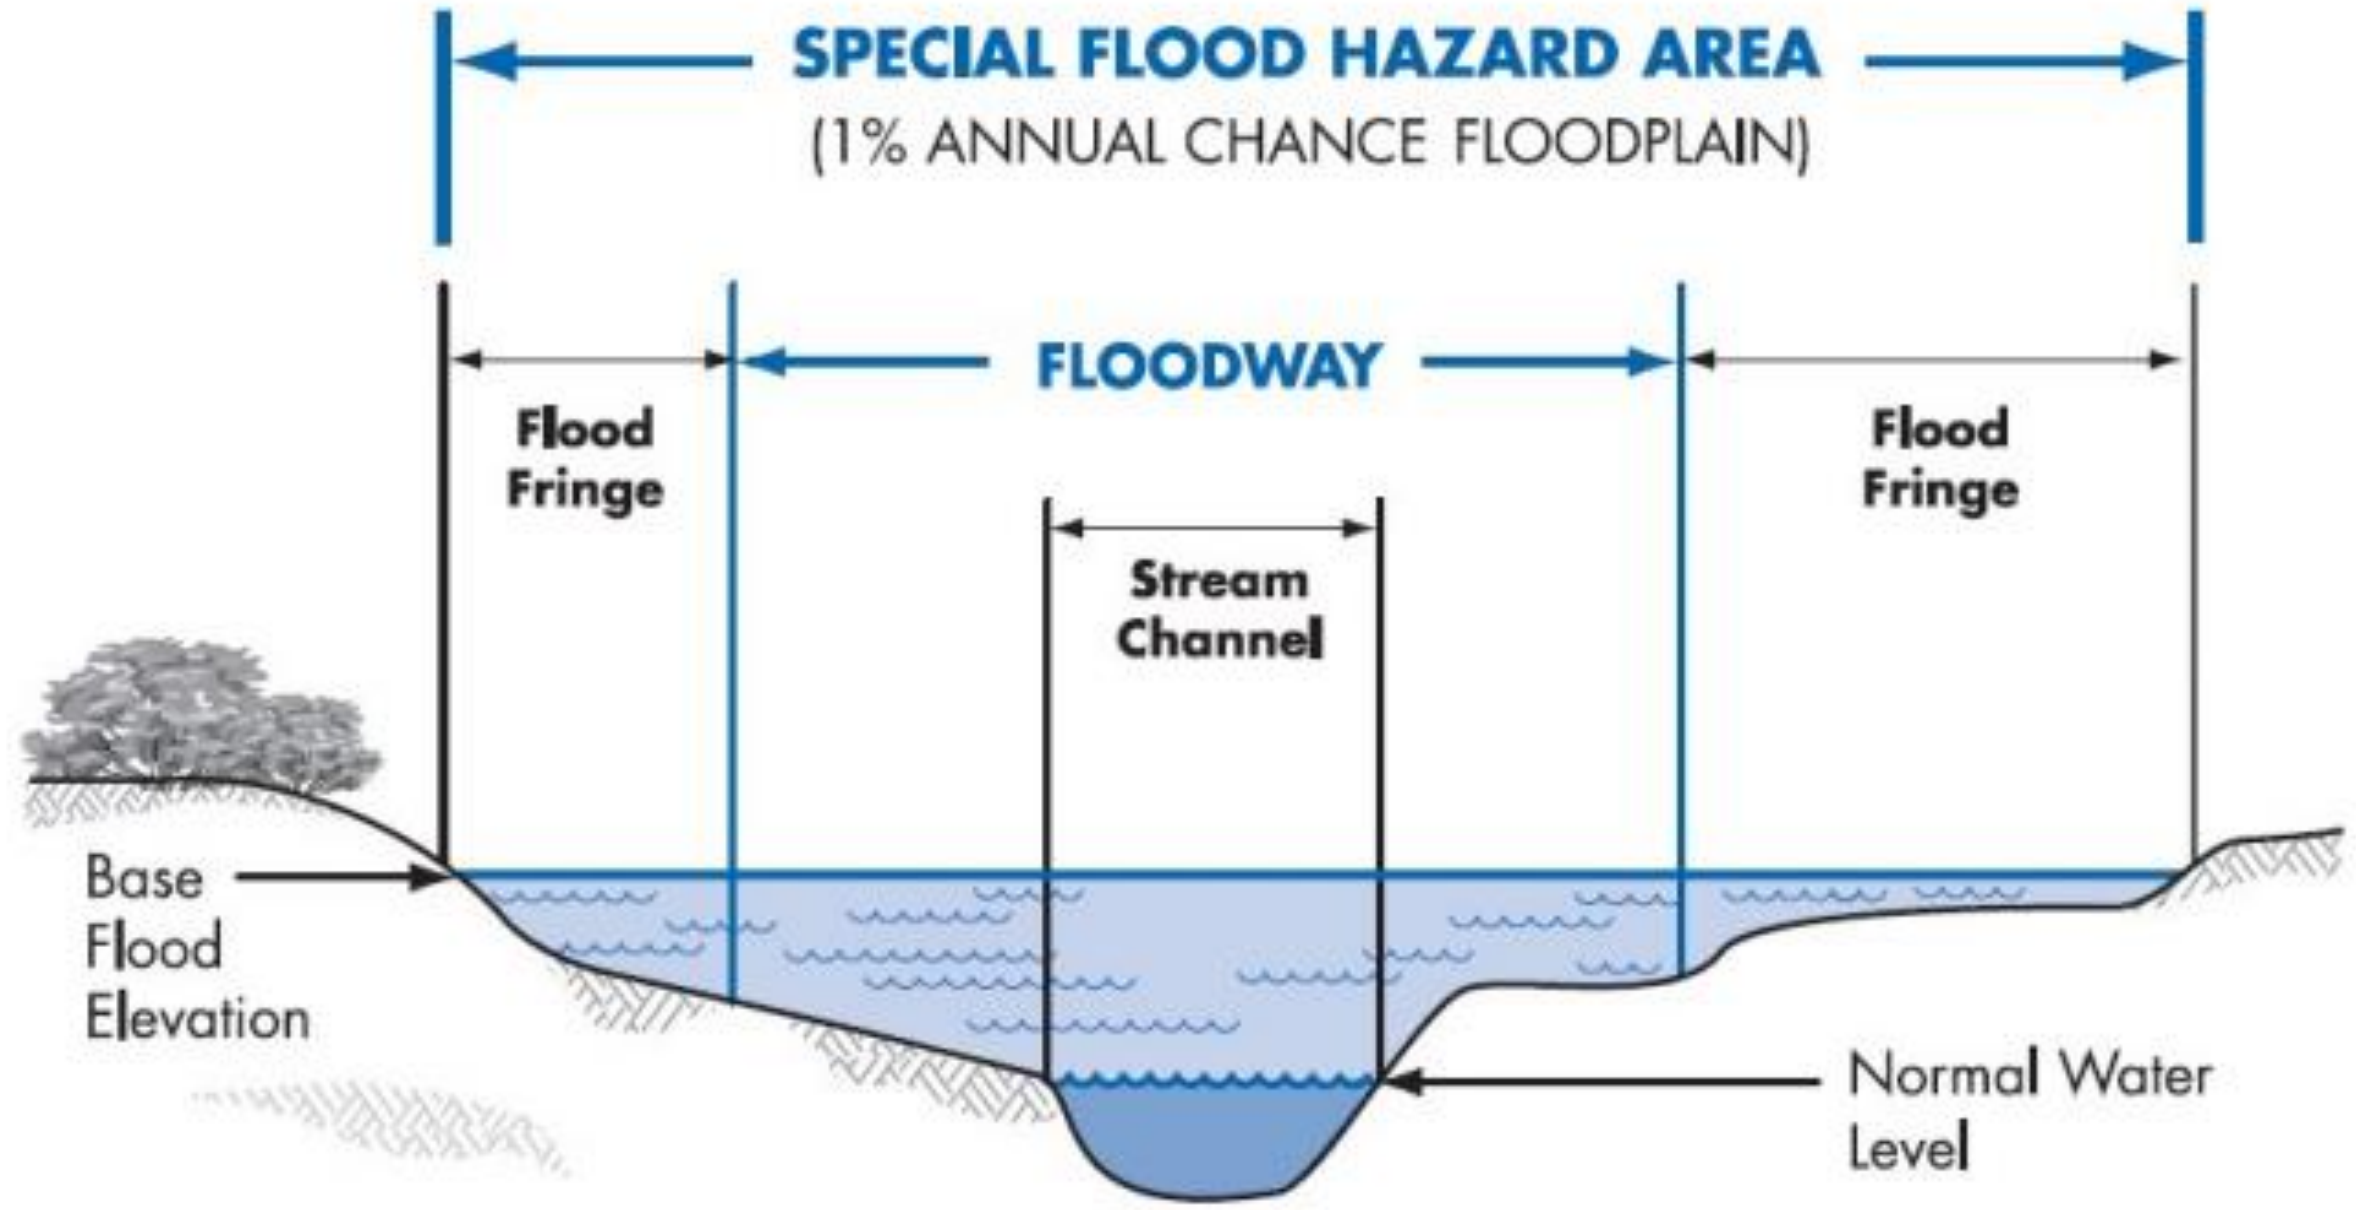 SPECIAL FLOOD HAZARD AREA
(1% ANNUAL CHANCE FLOODPLAIN)
FLOODWAY
Flood
Fringe
Flood
Fringe
Stream
Channel
Base
Flood
Elevation
Normal Water
Level